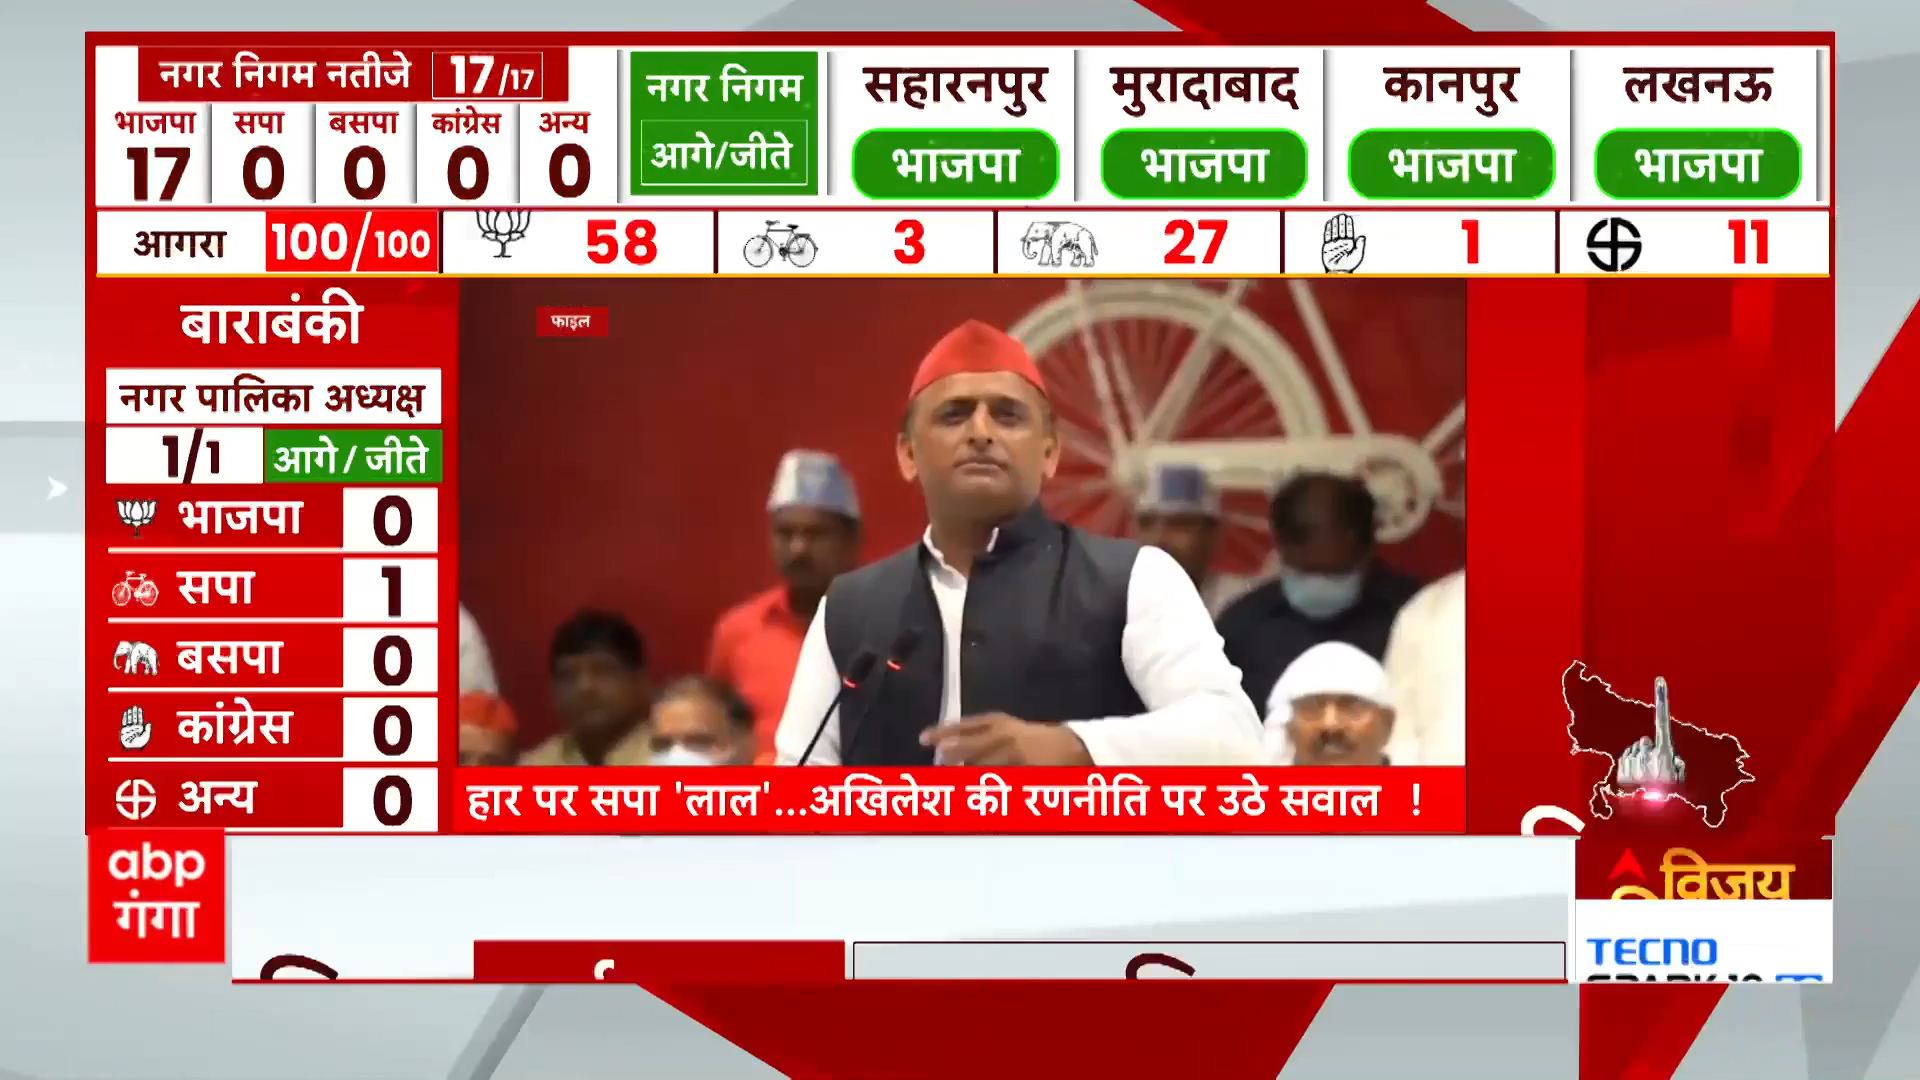 नगर निगम नतीजे 17/17
भाजपा सपा बसपा कांग्रेस अन्य
17 0 0 0 0
नगर निगम
आगे/जीते
सहारनपुर मुरादाबाद कानपुर लखनऊ
भाजपा भाजपा भाजपा भाजपा
आगरा 100/100 58 3 27 1 11
बाराबंकी
नगर पालिका अध्यक्ष
1/1 आगे/जीते
भाजपा 0
सपा 1
बसपा 0
कांग्रेस 0
अन्य 0
फाइल
हार पर सपा 'लाल'...अखिलेश की रणनीति पर उठे सवाल !
abp
गंगा
विजय
TECNO